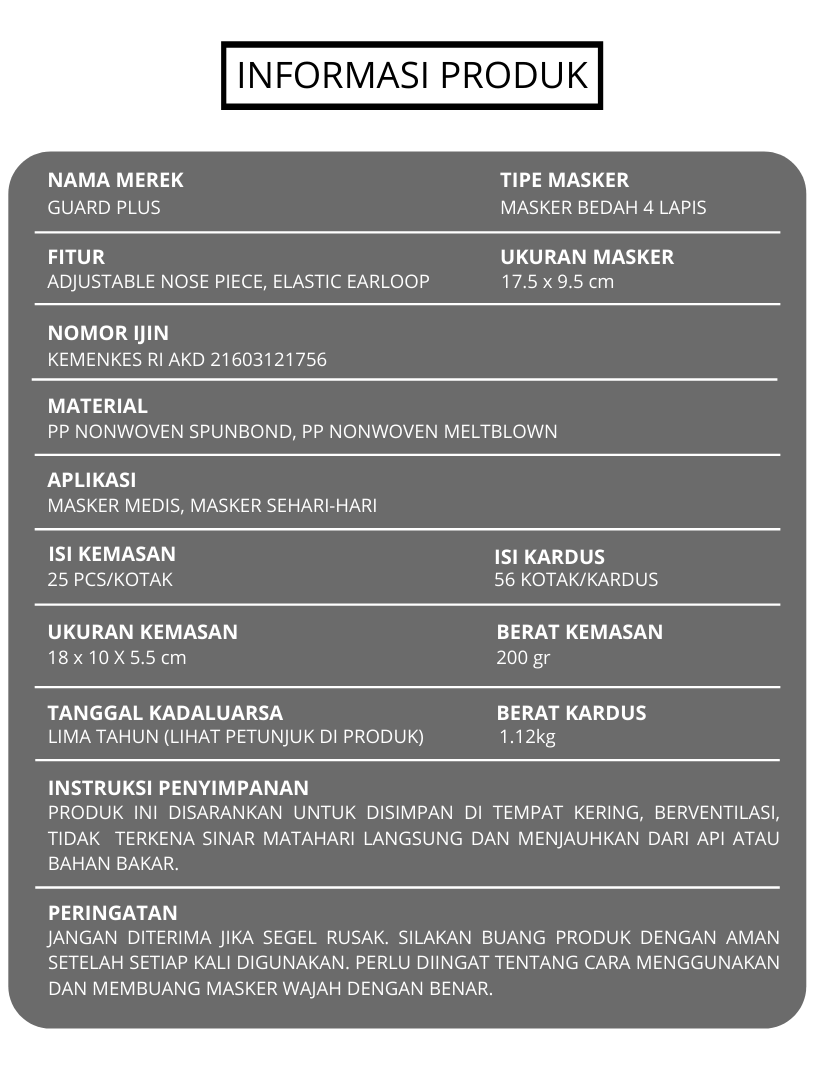 INFORMASI PRODUK
NAMA MEREK
GUARD PLUS
TIPE MASKER
MASKER BEDAH 4 LAPIS
FITUR
ADJUSTABLE NOSE PIECE, ELASTIC EARLOOP
UKURAN MASKER
17.5 x 9.5 cm
NOMOR IJIN
KEMENKES RI AKD 21603121756
MATERIAL
PP NONWOVEN SPUNBOND, PP NONWOVEN MELTBLOWN
APLIKASI
MASKER MEDIS, MASKER SEHARI-HARI
ISI KEMASAN
25 PCS/KOTAK
ISI KARDUS
56 KOTAK/KARDUS
UKURAN KEMASAN
18 x 10 X 5.5 cm
BERAT KEMASAN
200 gr
TANGGAL KADALUARSA
LIMA TAHUN (LIHAT PETUNJUK DI PRODUK)
BERAT KARDUS
1.12kg
INSTRUKSI PENYIMPANAN
PRODUK INI DISARANKAN UNTUK DISIMPAN DI TEMPAT KERING, BERVENTILASI,
TIDAK TERKENA SINAR MATAHARI LANGSUNG DAN MENJAUHKAN DARI API ATAU
BAHAN BAKAR.
PERINGATAN
JANGAN DITERIMA JIKA SEGEL RUSAK. SILAKAN BUANG PRODUK DENGAN AMAN
SETELAH SETIAP KALI DIGUNAKAN. PERLU DIINGAT TENTANG CARA MENGGUNAKAN
DAN MEMBUANG MASKER WAJAH DENGAN BENAR.